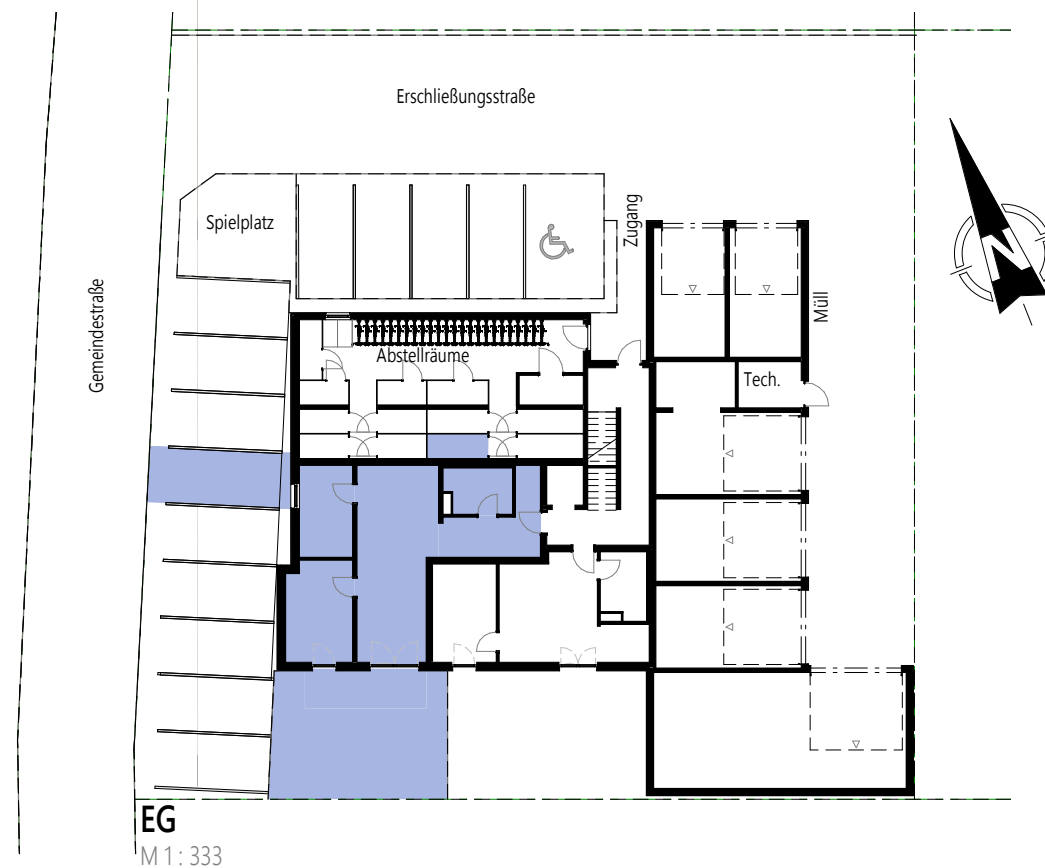 Erschließungsstraße
Spielplatz
Zugang
Gemeindestraße
Müll
Abstellräume
Tech.
EG
M 1 : 333